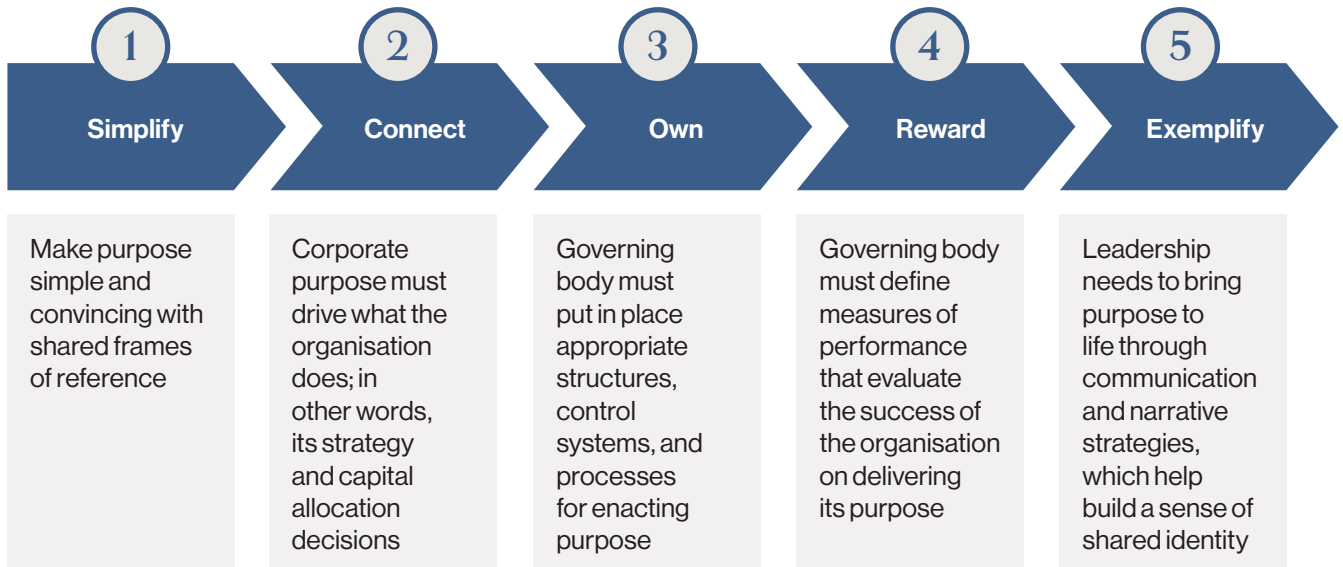 1
Simplify
Make purpose
simple and
convincing with
shared frames
of reference
2
Connect
Corporate
purpose must
drive what the
organisation
does; in
other words,
its strategy
and capital
allocation
decisions
3
Own
Governing
body must
put in place
appropriate
structures,
control
systems, and
processes
for enacting
purpose
4
Reward
Governing body
must define
measures of
performance
that evaluate
the success of
the organisation
on delivering
its purpose
5
Exemplify
Leadership
needs to bring
purpose to
life through
communication
and narrative
strategies,
which help
build a sense of
shared identity